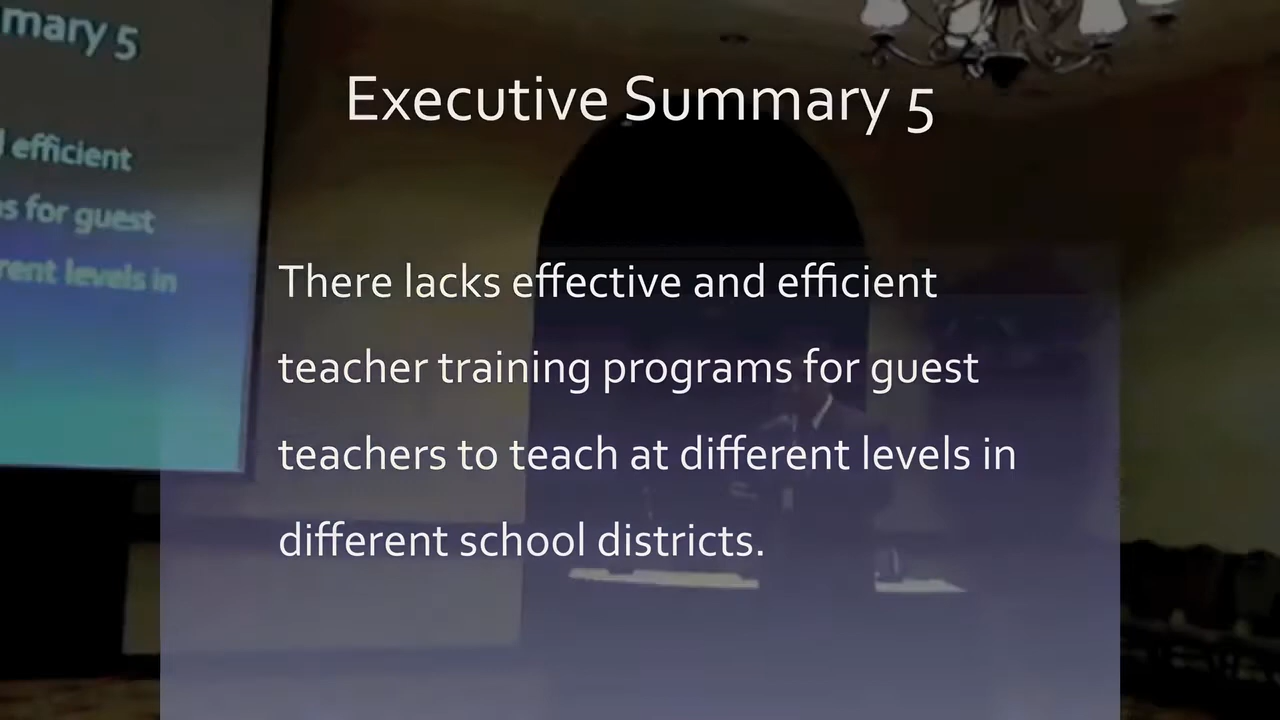 mary 5
efficient
for guest
levels in
Executive Summary 5
There lacks effective and efficient
teacher training programs for guest
teachers to teach at different levels in
different school districts.